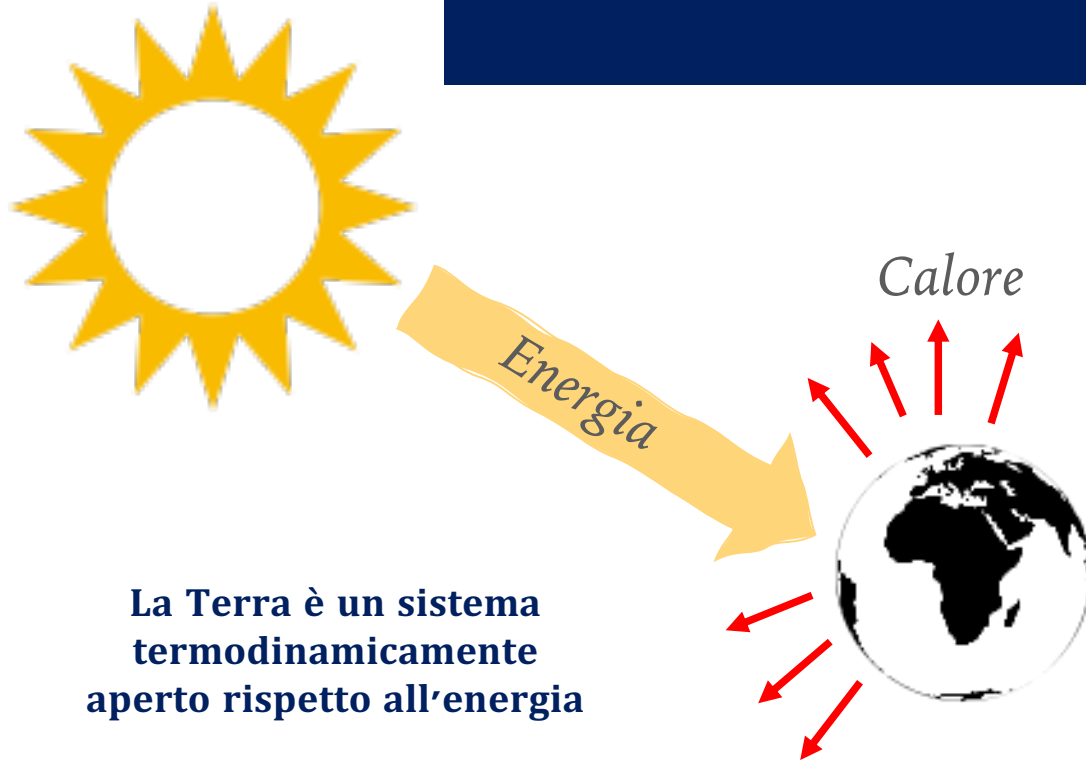 Calore
Energia
La Terra è un sistema
termodinamicamente
aperto rispetto all'energia